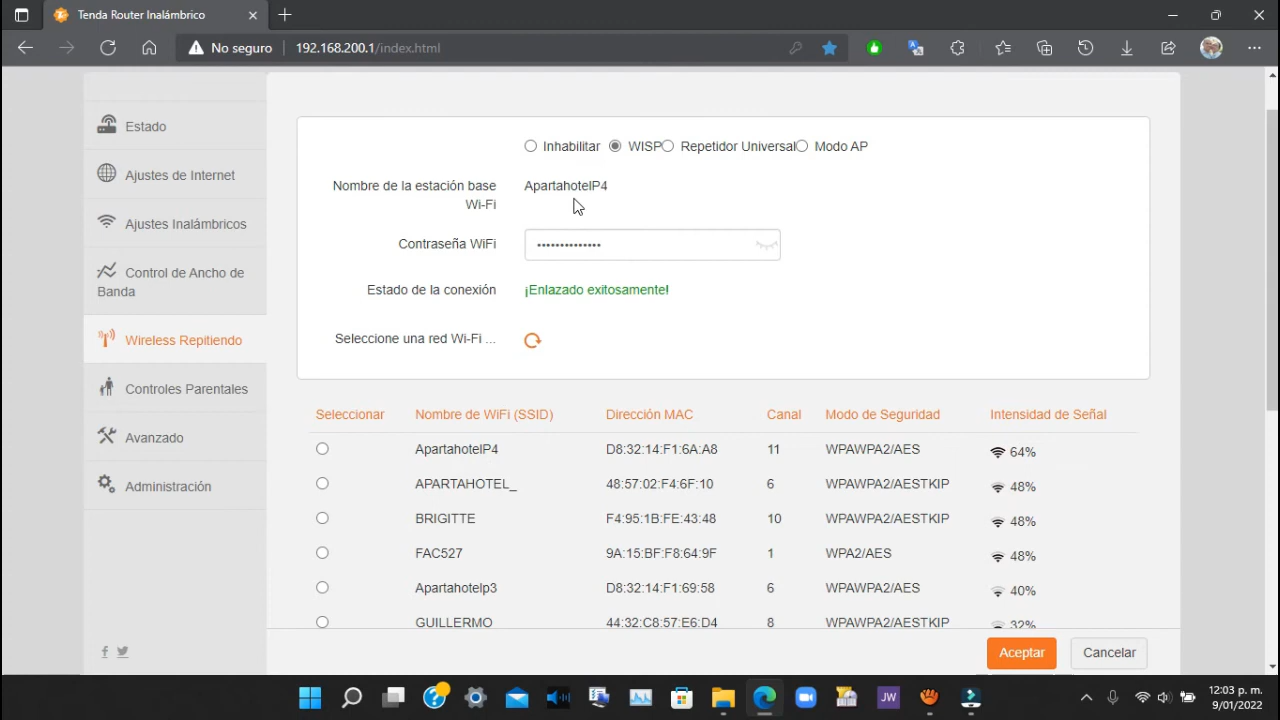 Tenda Router Inalámbrico
No seguro
192.168.200.1/index.html
Estado
Ajustes de Internet
Ajustes Inalámbricos
Control de Ancho de
Banda
Wireless Repitiendo
Controles Parentales
Avanzado
Administración
Inhabilitar WISP Repetidor Universal Modo AP
Nombre de la estación base
Wi-Fi
ApartahotelP4
Contraseña WiFi ••••••••••••••
Estado de la conexión ¡Enlazado exitosamente!
Seleccione una red Wi-Fi ...
Seleccionar Nombre de WiFi (SSID) Dirección MAC Canal Modo de Seguridad Intensidad de Señal
ApartahotelP4 D8:32:14:F1:6A:A8 11 WPAWPA2/AES 64%
APARTAHOTEL_ 48:57:02:F4:6F:10 6 WPAWPA2/AESTKIP 48%
BRIGITTE F4:95:1B:FE:43:48 10 WPAWPA2/AESTKIP 48%
FAC527 9A:15:BF:F8:64:9F 1 WPA2/AES 48%
Apartahotelp3 D8:32:14:F1:69:58 6 WPAWPA2/AES 40%
GUILLERMO 44:32:C8:57:E6:D4 8 WPAWPA2/AESTKIP 32%
Aceptar Cancelar
JW
12:03 p. m.
9/01/2022